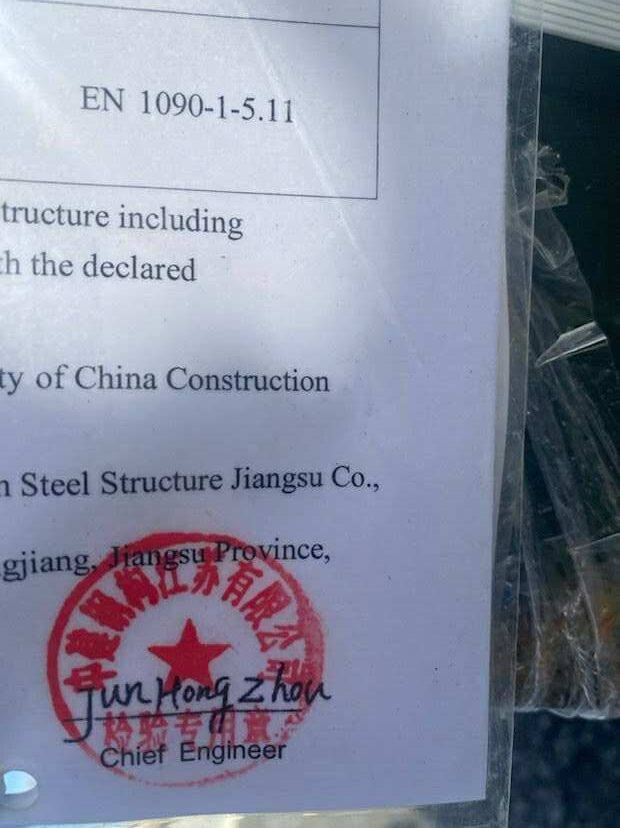 EN 1090-1-5.11
tructure including
th the declared
ty of China Construction
n Steel Structure Jiangsu Co.,
gjiang, Jiangsu Province,
中建钢构江苏有限公司
Jun Hong Zhou
检验专用章
Chief Engineer